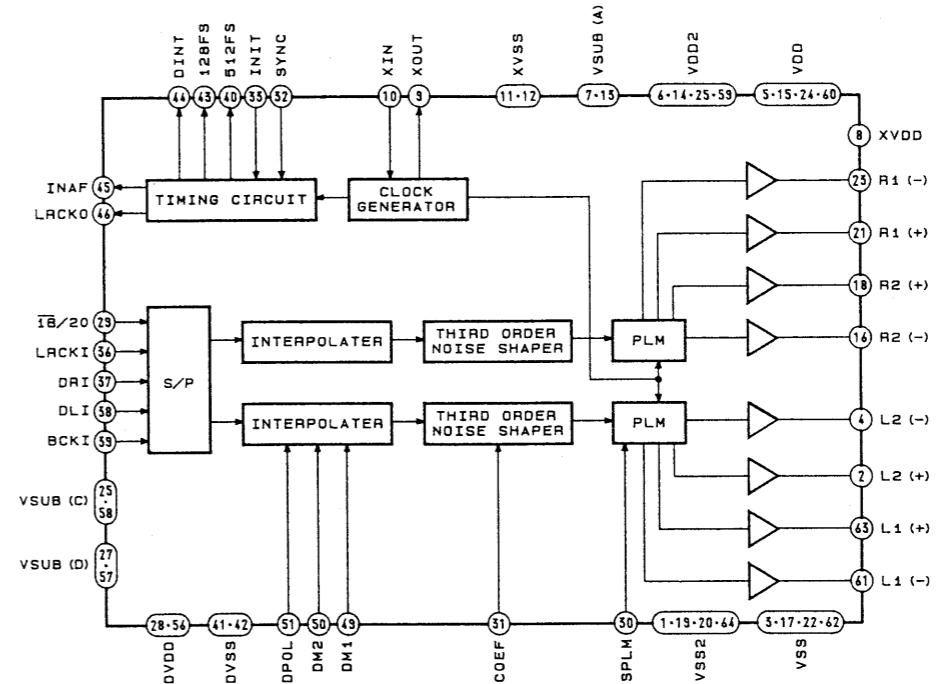 DINT
128FS
512FS
INIT
SYNC
XIN
XOUT
XVSS
VSUB (A)
VDD2
VDD
44
43
40
33
32
10
9
11·12
7·13
6·14·25·59
5·15·24·60
8 XVDD
INAF 45
LRCKO 46
TIMING CIRCUIT
CLOCK
GENERATOR
23 R1 (-)
21 R1 (+)
18 R2 (+)
16 R2 (-)
1̅8̅/20 29
LRCKI 36
DRI 37
DLI 38
BCKI 39
S/P
INTERPOLATER
THIRD ORDER
NOISE SHAPER
PLM
INTERPOLATER
THIRD ORDER
NOISE SHAPER
PLM
4 L2 (-)
2 L2 (+)
63 L1 (+)
61 L1 (-)
VSUB (C)
26
·
58
VSUB (D)
27
·
57
28·56
41·42
51
50
49
31
30
1·19·20·64
3·17·22·62
DVDD
DVSS
DPOL
DM2
DM1
COEF
SPLM
VSS2
VSS